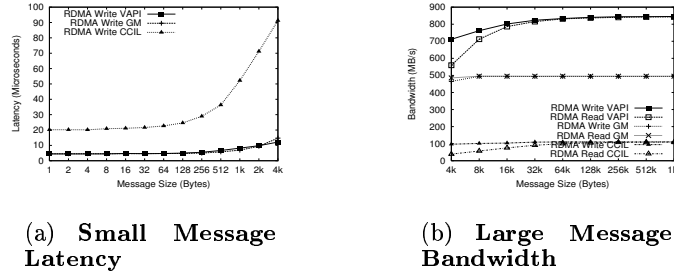 100
90
80
70
60
50
40
30
20
10
0
Latency (Microseconds)
RDMA Write VAPI
RDMA Write GM
RDMA Write CCIL
1 2 4 8 16 32 64 128 256 512 1k 2k 4k
Message Size (Bytes)
(a) Small Message
Latency
900
800
700
600
500
400
300
200
100
0
Bandwidth (MB/s)
RDMA Write VAPI
RDMA Read VAPI
RDMA Write GM
RDMA Read GM
RDMA Write CCIL
RDMA Read CCIL
4k 8k 16k 32k 64k 128k 256k 512k
Message Size (Bytes)
(b) Large Message
Bandwidth